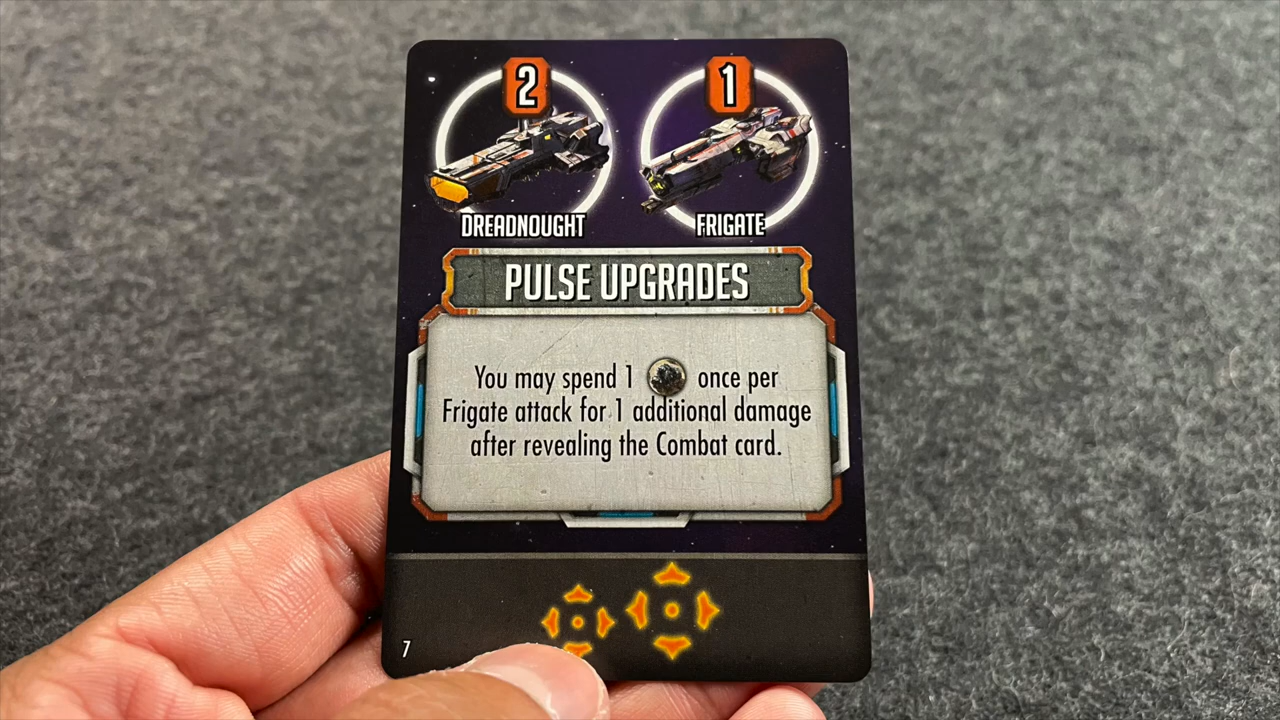 2 1
DREADNOUGHT FRIGATE
PULSE UPGRADES
You may spend 1 once per
Frigate attack for 1 additional damage
after revealing the Combat card.
7